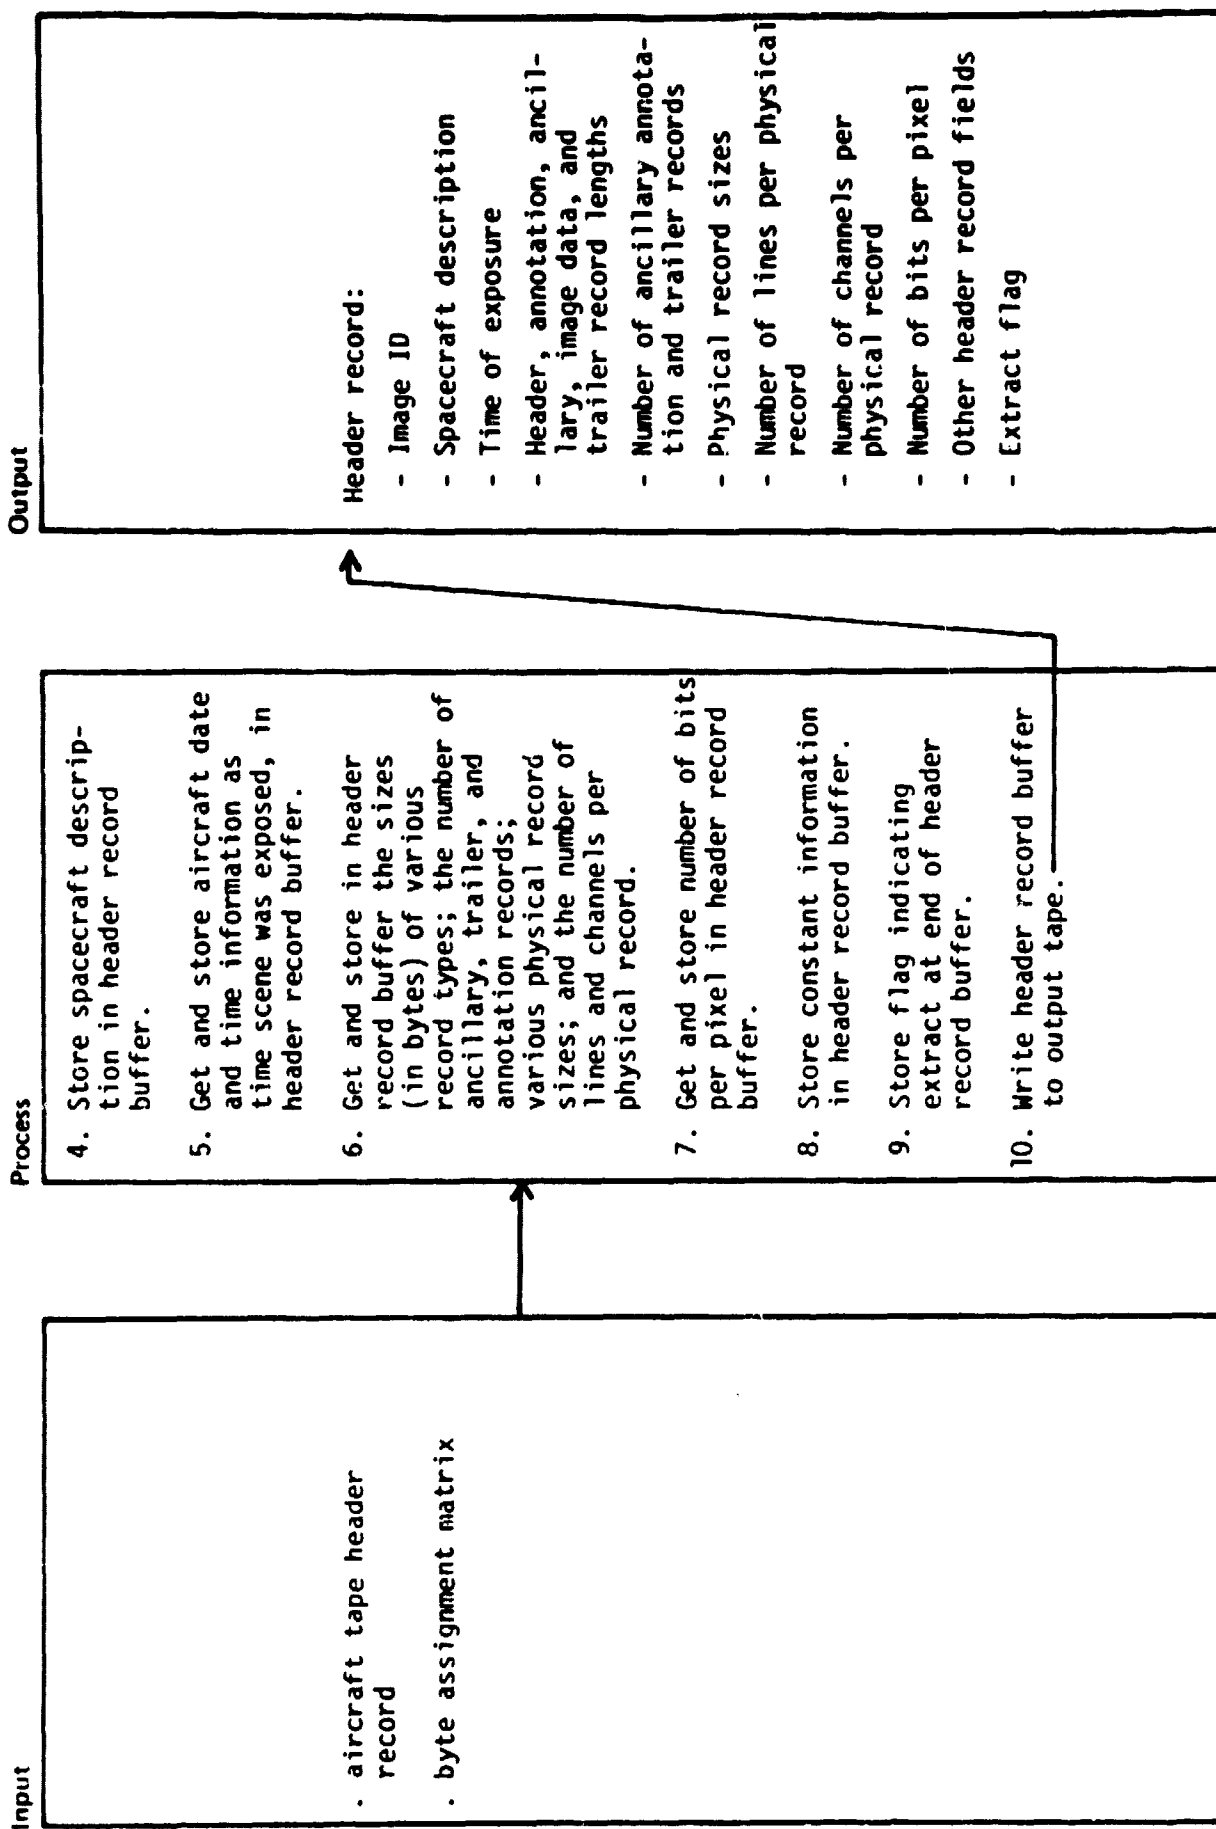 Input
. aircraft tape header
record
. byte assignment matrix
Process
4. Store spacecraft descrip-
tion in header record
buffer.
5. Get and store aircraft date
and time information as
time scene was exposed, in
header record buffer.
6. Get and store in header
record buffer the sizes
(in bytes) of various
record types; the number of
ancillary, trailer, and
annotation records;
various physical record
sizes; and the number of
lines and channels per
physical record.
7. Get and store number of bits
per pixel in header record
buffer.
8. Store constant information
in header record buffer.
9. Store flag indicating
extract at end of header
record buffer.
10. Write header record buffer
to output tape.
Output
Header record:
- Image ID
- Spacecraft description
- Time of exposure
- Header, annotation, ancil-
lary, image data, and
trailer record lengths
- Number of ancillary annota-
tion and trailer records
- Physical record sizes
- Number of lines per physical
record
- Number of channels per
physical record
- Number of bits per pixel
- Other header record fields
- Extract flag